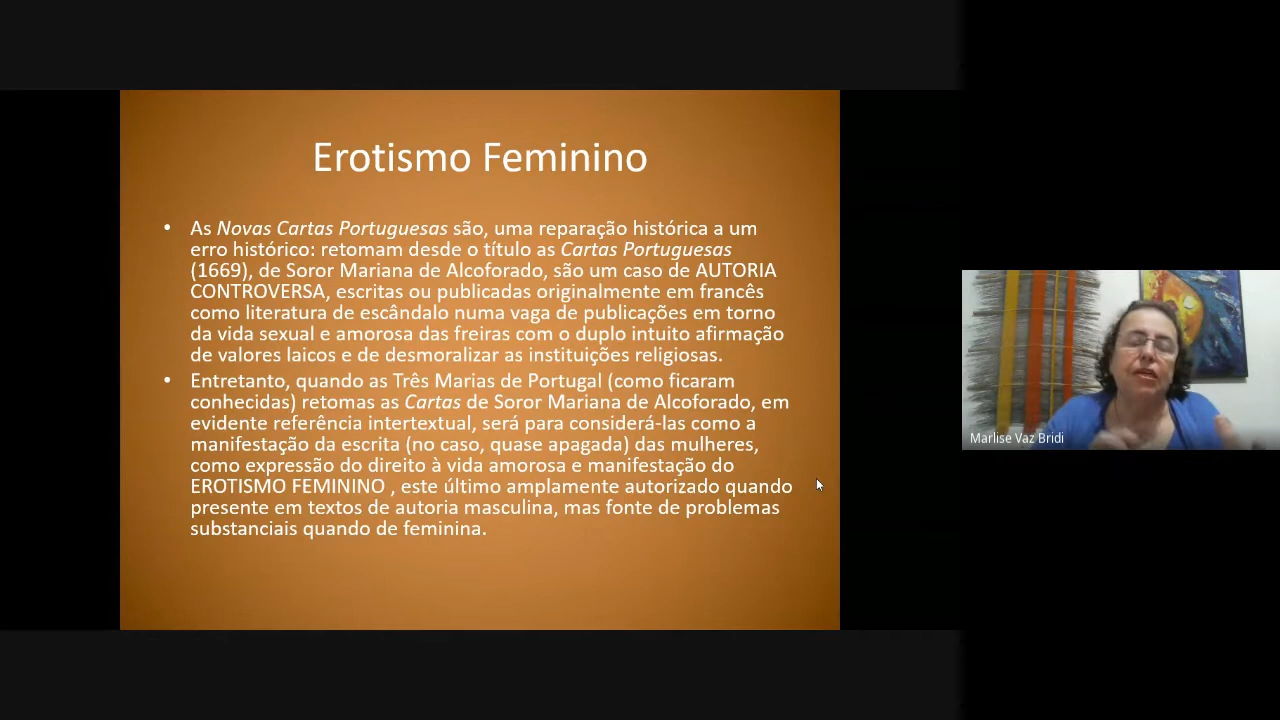 Erotismo Feminino
• As Novas Cartas Portuguesas são, uma reparação histórica a um
erro histórico: retomam desde o título as Cartas Portuguesas
(1669), de Soror Mariana de Alcoforado, são um caso de AUTORIA
CONTROVERSA, escritas ou publicadas originalmente em francês
como literatura de escândalo numa vaga de publicações em torno
da vida sexual e amorosa das freiras com o duplo intuito afirmação
de valores laicos e de desmoralizar as instituições religiosas.
• Entretanto, quando as Três Marias de Portugal (como ficaram
conhecidas) retomas as Cartas de Soror Mariana de Alcoforado, em
evidente referência intertextual, será para considerá-las como a
manifestação da escrita (no caso, quase apagada) das mulheres,
como expressão do direito à vida amorosa e manifestação do
EROTISMO FEMININO , este último amplamente autorizado quando
presente em textos de autoria masculina, mas fonte de problemas
substanciais quando de feminina.
Marlise Vaz Bridi